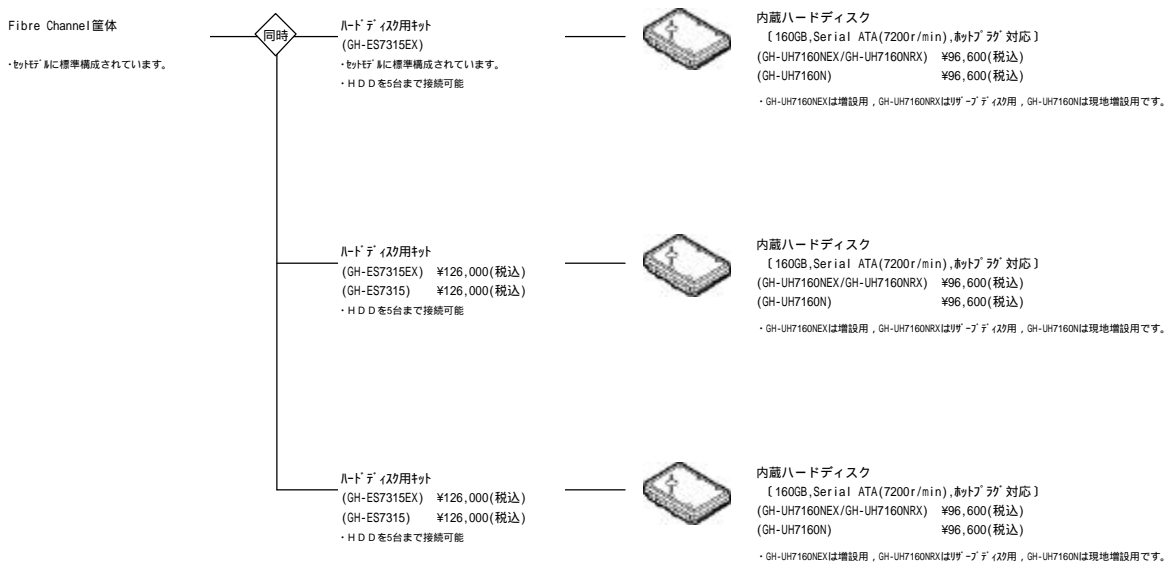 Fibre Channel筐体
・ｾｯﾄﾓﾃﾞﾙに標準構成されています。
同時
ﾊｰﾄﾞﾃﾞｨｽｸ用ｷｯﾄ
(GH-ES7315EX)
・ｾｯﾄﾓﾃﾞﾙに標準構成されています。
・ＨＤＤを5台まで接続可能
内蔵ハードディスク
〔160GB,Serial ATA(7200r/min),ﾎｯﾄﾌﾟﾗｸﾞ対応〕
(GH-UH7160NEX/GH-UH7160NRX) ¥96,600(税込)
(GH-UH7160N) ¥96,600(税込)
・GH-UH7160NEXは増設用，GH-UH7160NRXはﾘｻﾞｰﾌﾞﾃﾞｨｽｸ用，GH-UH7160Nは現地増設用です。
ﾊｰﾄﾞﾃﾞｨｽｸ用ｷｯﾄ
(GH-ES7315EX) ¥126,000(税込)
(GH-ES7315) ¥126,000(税込)
・ＨＤＤを5台まで接続可能
内蔵ハードディスク
〔160GB,Serial ATA(7200r/min),ﾎｯﾄﾌﾟﾗｸﾞ対応〕
(GH-UH7160NEX/GH-UH7160NRX) ¥96,600(税込)
(GH-UH7160N) ¥96,600(税込)
・GH-UH7160NEXは増設用，GH-UH7160NRXはﾘｻﾞｰﾌﾞﾃﾞｨｽｸ用，GH-UH7160Nは現地増設用です。
ﾊｰﾄﾞﾃﾞｨｽｸ用ｷｯﾄ
(GH-ES7315EX) ¥126,000(税込)
(GH-ES7315) ¥126,000(税込)
・ＨＤＤを5台まで接続可能
内蔵ハードディスク
〔160GB,Serial ATA(7200r/min),ﾎｯﾄﾌﾟﾗｸﾞ対応〕
(GH-UH7160NEX/GH-UH7160NRX) ¥96,600(税込)
(GH-UH7160N) ¥96,600(税込)
・GH-UH7160NEXは増設用，GH-UH7160NRXはﾘｻﾞｰﾌﾞﾃﾞｨｽｸ用，GH-UH7160Nは現地増設用です。